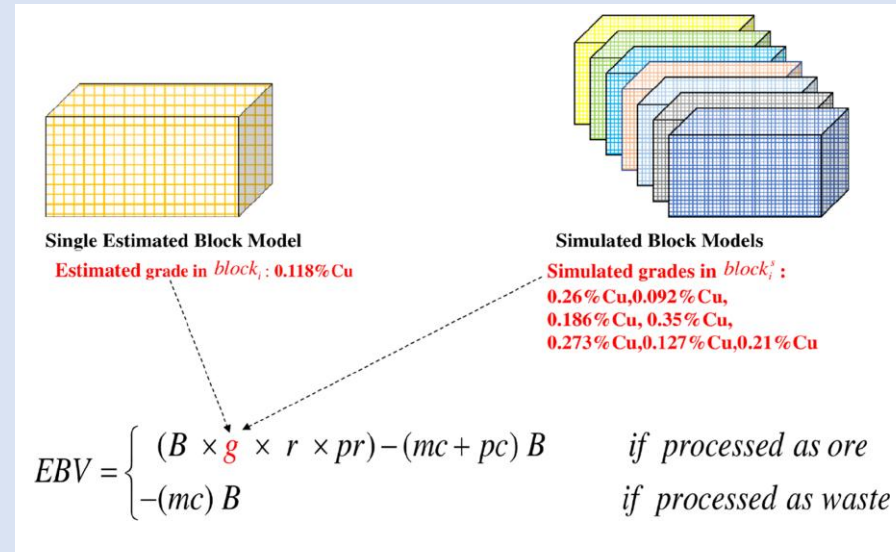 Single Estimated Block Model
Estimated grade in block_i : 0.118%Cu
Simulated Block Models
Simulated grades in block_i^s :
0.26%Cu,0.092%Cu,
0.186%Cu, 0.35%Cu,
0.273%Cu,0.127%Cu,0.21%Cu
EBV = { (B × g × r × pr) − (mc + pc) B if processed as ore
−(mc) B if processed as waste